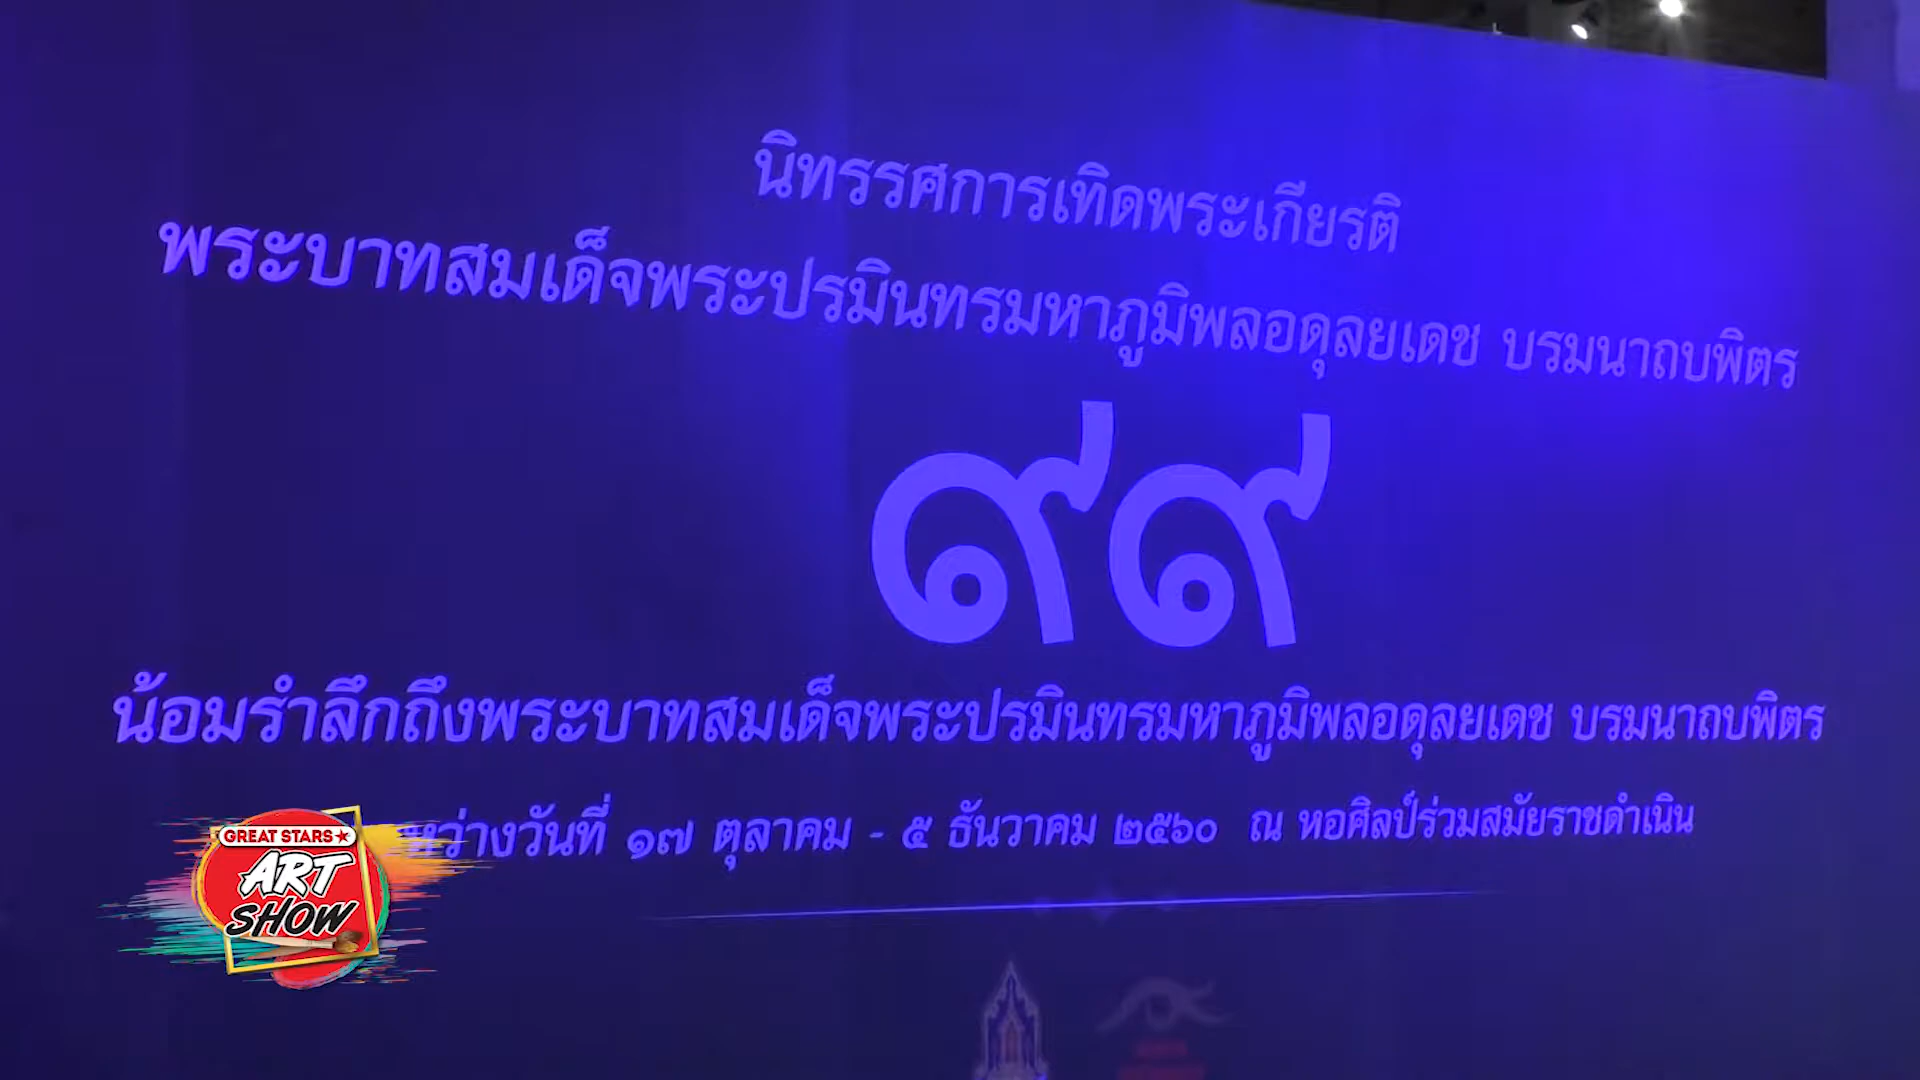 นิทรรศการเทิดพระเกียรติ
พระบาทสมเด็จพระปรมินทรมหาภูมิพลอดุลยเดช บรมนาถบพิตร
๙๙
น้อมรำลึกถึงพระบาทสมเด็จพระปรมินทรมหาภูมิพลอดุลยเดช บรมนาถบพิตร
หว่างวันที่ ๑๗ ตุลาคม - ๕ ธันวาคม ๒๕๖๐ ณ หอศิลป์ร่วมสมัยราชดำเนิน
GREAT STARS
ART
SHOW